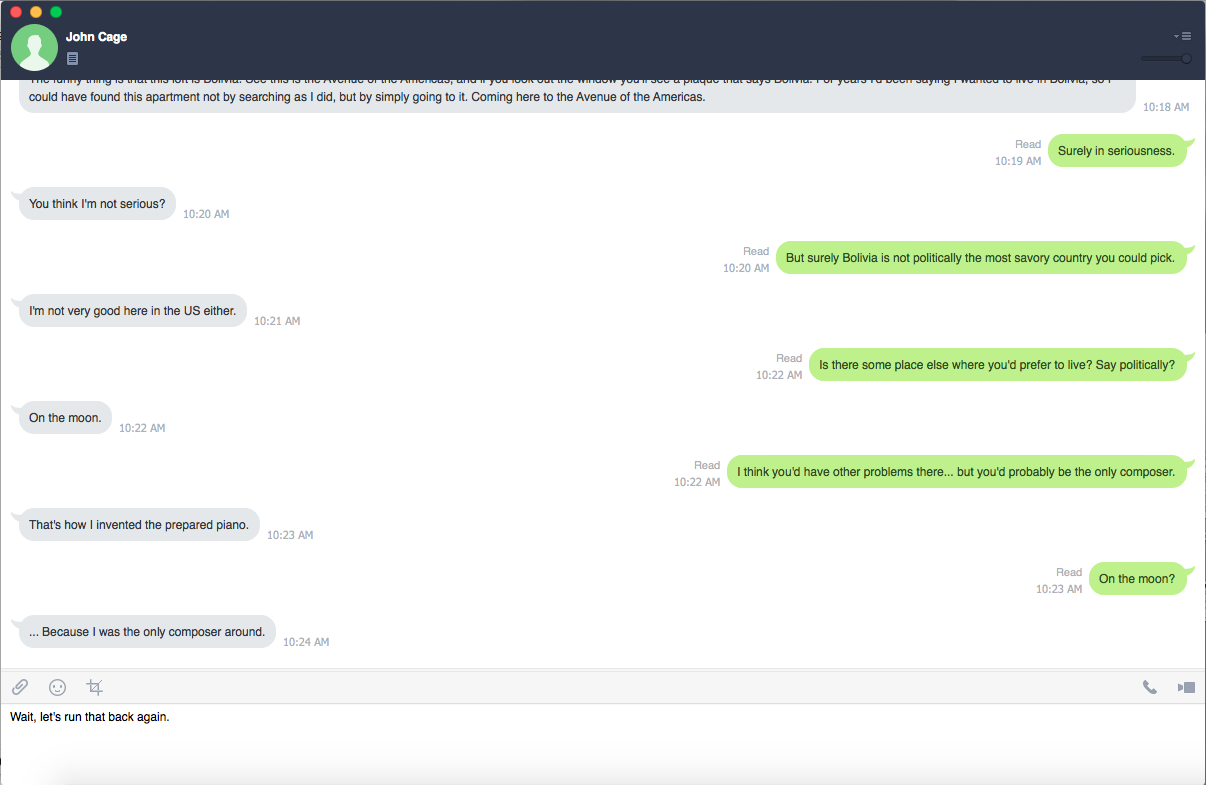 John Cage
The funny thing is that this loft is Bolivia. See this is the Avenue of the Americas, and if you look out the window you'll see a plaque that says Bolivia. For years I'd been saying I wanted to live in Bolivia, so I
could have found this apartment not by searching as I did, but by simply going to it. Coming here to the Avenue of the Americas.
10:18 AM
Read
10:19 AM
Surely in seriousness.
You think I'm not serious?
10:20 AM
Read
10:20 AM
But surely Bolivia is not politically the most savory country you could pick.
I'm not very good here in the US either.
10:21 AM
Read
10:22 AM
Is there some place else where you'd prefer to live? Say politically?
On the moon.
10:22 AM
Read
10:22 AM
I think you'd have other problems there... but you'd probably be the only composer.
That's how I invented the prepared piano.
10:23 AM
Read
10:23 AM
On the moon?
... Because I was the only composer around.
10:24 AM
Wait, let's run that back again.